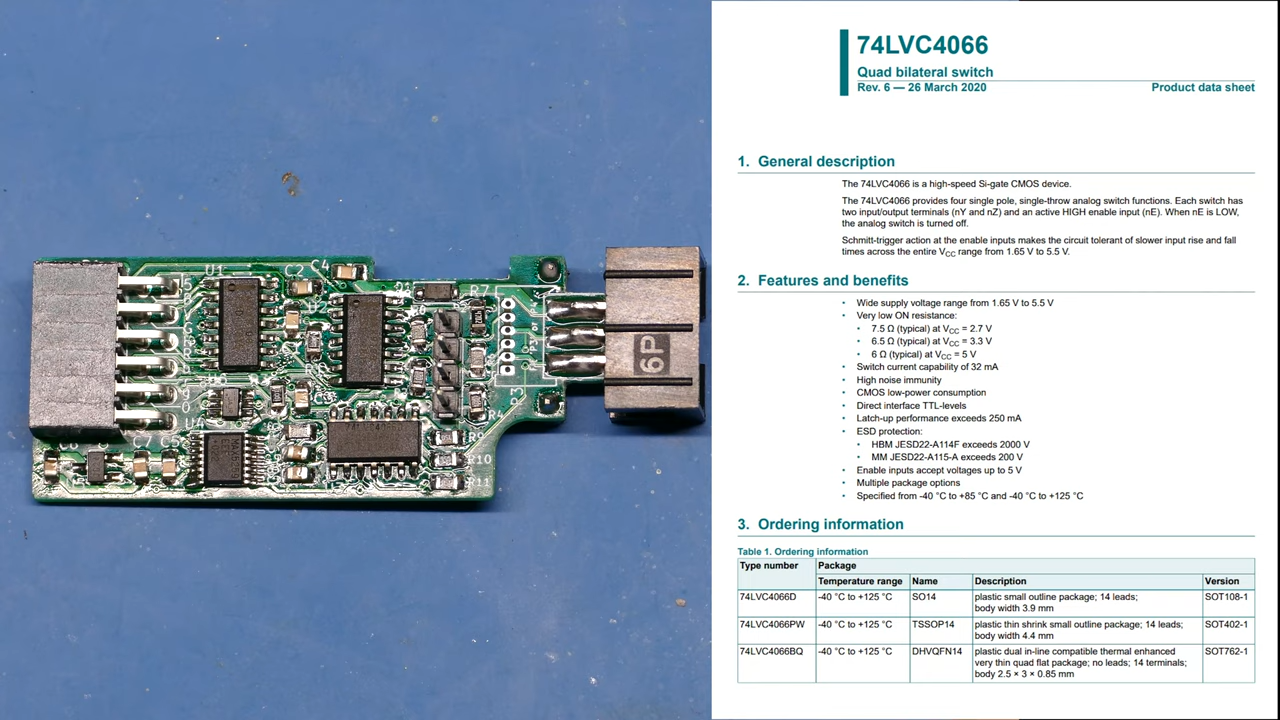 U1
C2
C4
R7
P3
R4
R9
R10
R11
C7
6P
74LVC4066
Quad bilateral switch
Rev. 6 — 26 March 2020
Product data sheet
1. General description
The 74LVC4066 is a high-speed Si-gate CMOS device.
The 74LVC4066 provides four single pole, single-throw analog switch functions. Each switch has
two input/output terminals (nY and nZ) and an active HIGH enable input (nE). When nE is LOW,
the analog switch is turned off.
Schmitt-trigger action at the enable inputs makes the circuit tolerant of slower input rise and fall
times across the entire VCC range from 1.65 V to 5.5 V.
2. Features and benefits
• Wide supply voltage range from 1.65 V to 5.5 V
• Very low ON resistance:
• 7.5 Ω (typical) at VCC = 2.7 V
• 6.5 Ω (typical) at VCC = 3.3 V
• 6 Ω (typical) at VCC = 5 V
• Switch current capability of 32 mA
• High noise immunity
• CMOS low-power consumption
• Direct interface TTL-levels
• Latch-up performance exceeds 250 mA
• ESD protection:
• HBM JESD22-A114F exceeds 2000 V
• MM JESD22-A115-A exceeds 200 V
• Enable inputs accept voltages up to 5 V
• Multiple package options
• Specified from -40 °C to +85 °C and -40 °C to +125 °C
3. Ordering information
Table 1. Ordering information
Type number Package
Temperature range Name Description Version
74LVC4066D -40 °C to +125 °C SO14 plastic small outline package; 14 leads; SOT108-1
body width 3.9 mm
74LVC4066PW -40 °C to +125 °C TSSOP14 plastic thin shrink small outline package; 14 leads; SOT402-1
body width 4.4 mm
74LVC4066BQ -40 °C to +125 °C DHVQFN14 plastic dual in-line compatible thermal enhanced SOT762-1
very thin quad flat package; no leads; 14 terminals;
body 2.5 × 3 × 0.85 mm